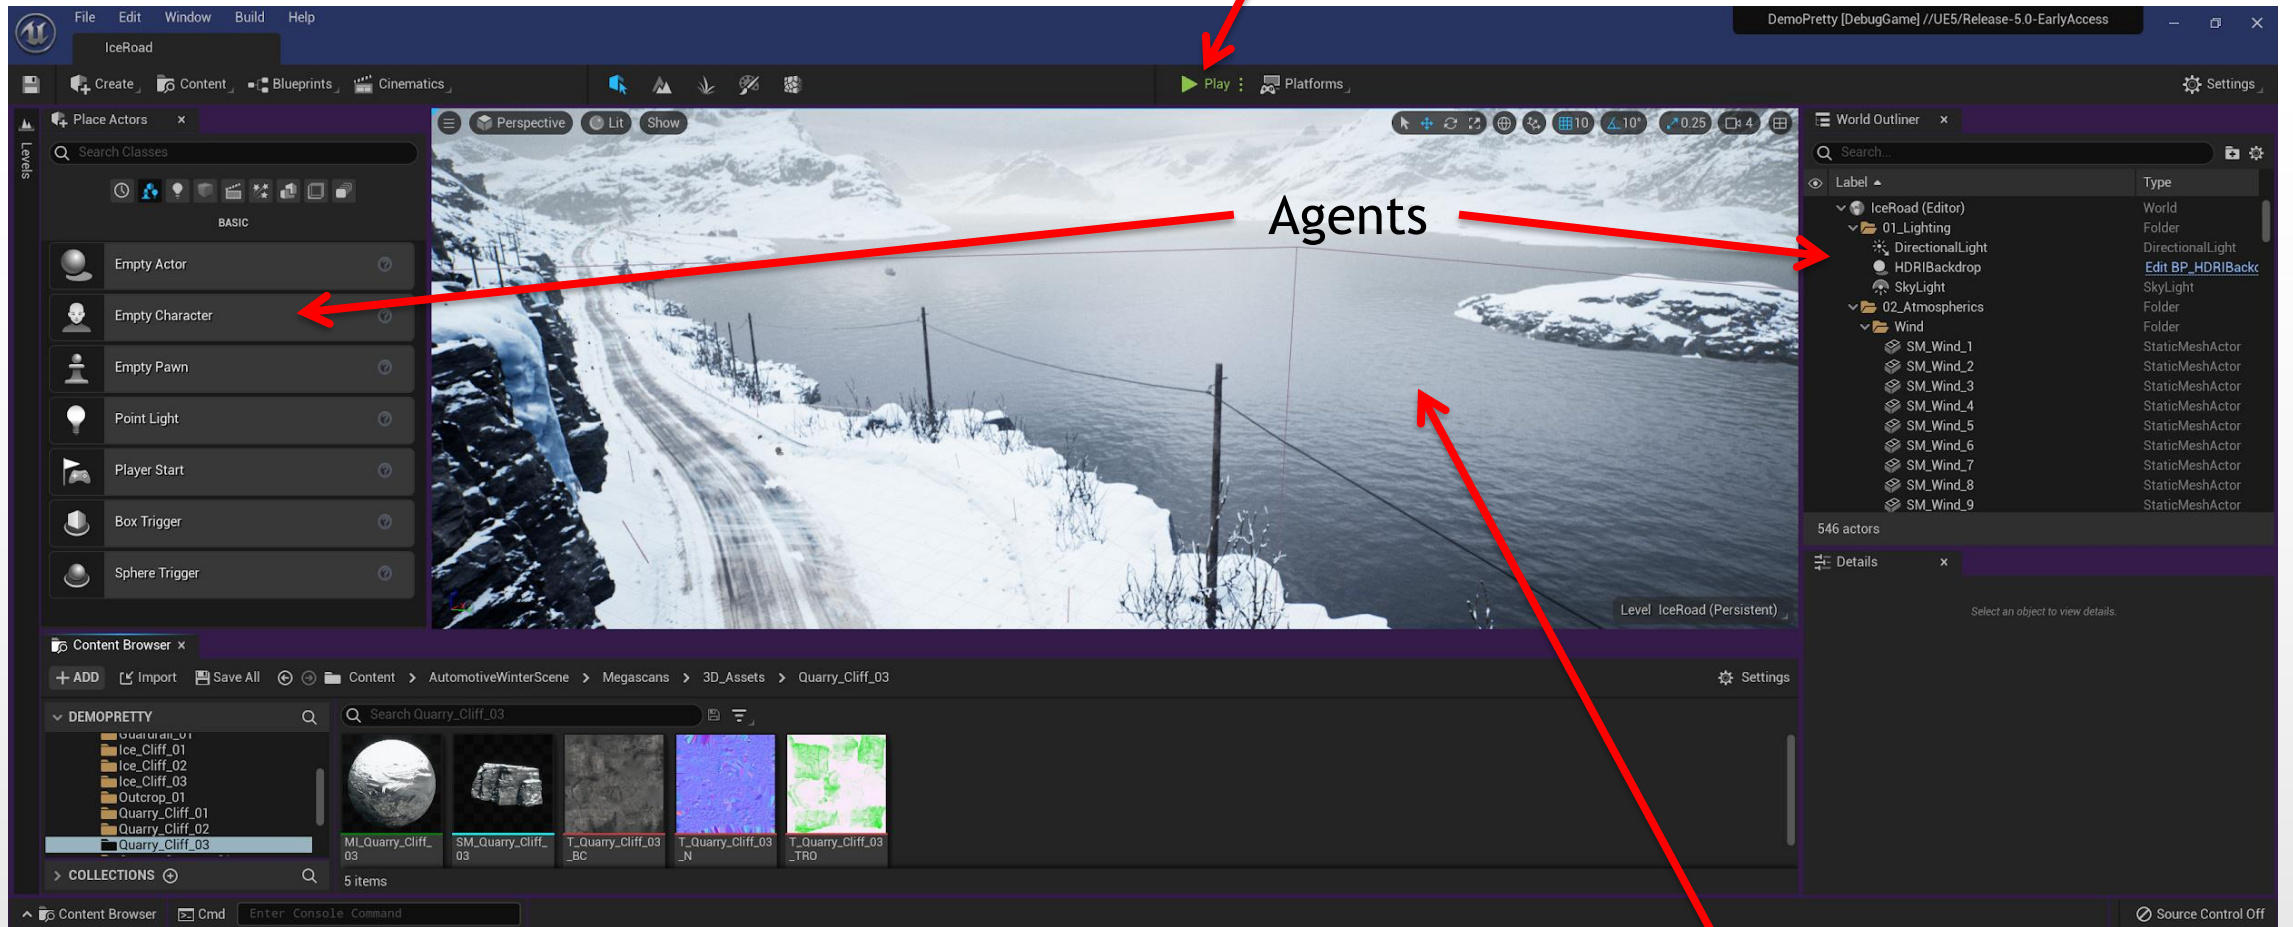 File Edit Window Build Help
DemoPretty [DebugGame] //UE5/Release-5.0-EarlyAccess
IceRoad
Create Content Blueprints Cinematics Play Platforms Settings
Levels
Place Actors
Search Classes
BASIC
Empty Actor
Empty Character
Empty Pawn
Point Light
Player Start
Box Trigger
Sphere Trigger
Perspective Lit Show 10 10° 0.25 4
Agents
Level IceRoad (Persistent)
World Outliner
Search...
Label Type
IceRoad (Editor) World
01_Lighting Folder
DirectionalLight DirectionalLight
HDRIBackdrop Edit BP_HDRIBackc
SkyLight SkyLight
02_Atmospherics Folder
Wind Folder
SM_Wind_1 StaticMeshActor
SM_Wind_2 StaticMeshActor
SM_Wind_3 StaticMeshActor
SM_Wind_4 StaticMeshActor
SM_Wind_5 StaticMeshActor
SM_Wind_6 StaticMeshActor
SM_Wind_7 StaticMeshActor
SM_Wind_8 StaticMeshActor
SM_Wind_9 StaticMeshActor
546 actors
Details
Select an object to view details.
Content Browser
+ ADD Import Save All Content > AutomotiveWinterScene > Megascans > 3D_Assets > Quarry_Cliff_03 Settings
DEMOPRETTY
Ice_Cliff_01
Ice_Cliff_02
Ice_Cliff_03
Outcrop_01
Quarry_Cliff_01
Quarry_Cliff_02
Quarry_Cliff_03
COLLECTIONS
Search Quarry_Cliff_03
MI_Quarry_Cliff_
03
SM_Quarry_Cliff_
03
T_Quarry_Cliff_03
_BC
T_Quarry_Cliff_03
_N
T_Quarry_Cliff_03
_TRO
5 items
Content Browser Cmd Enter Console Command Source Control Off